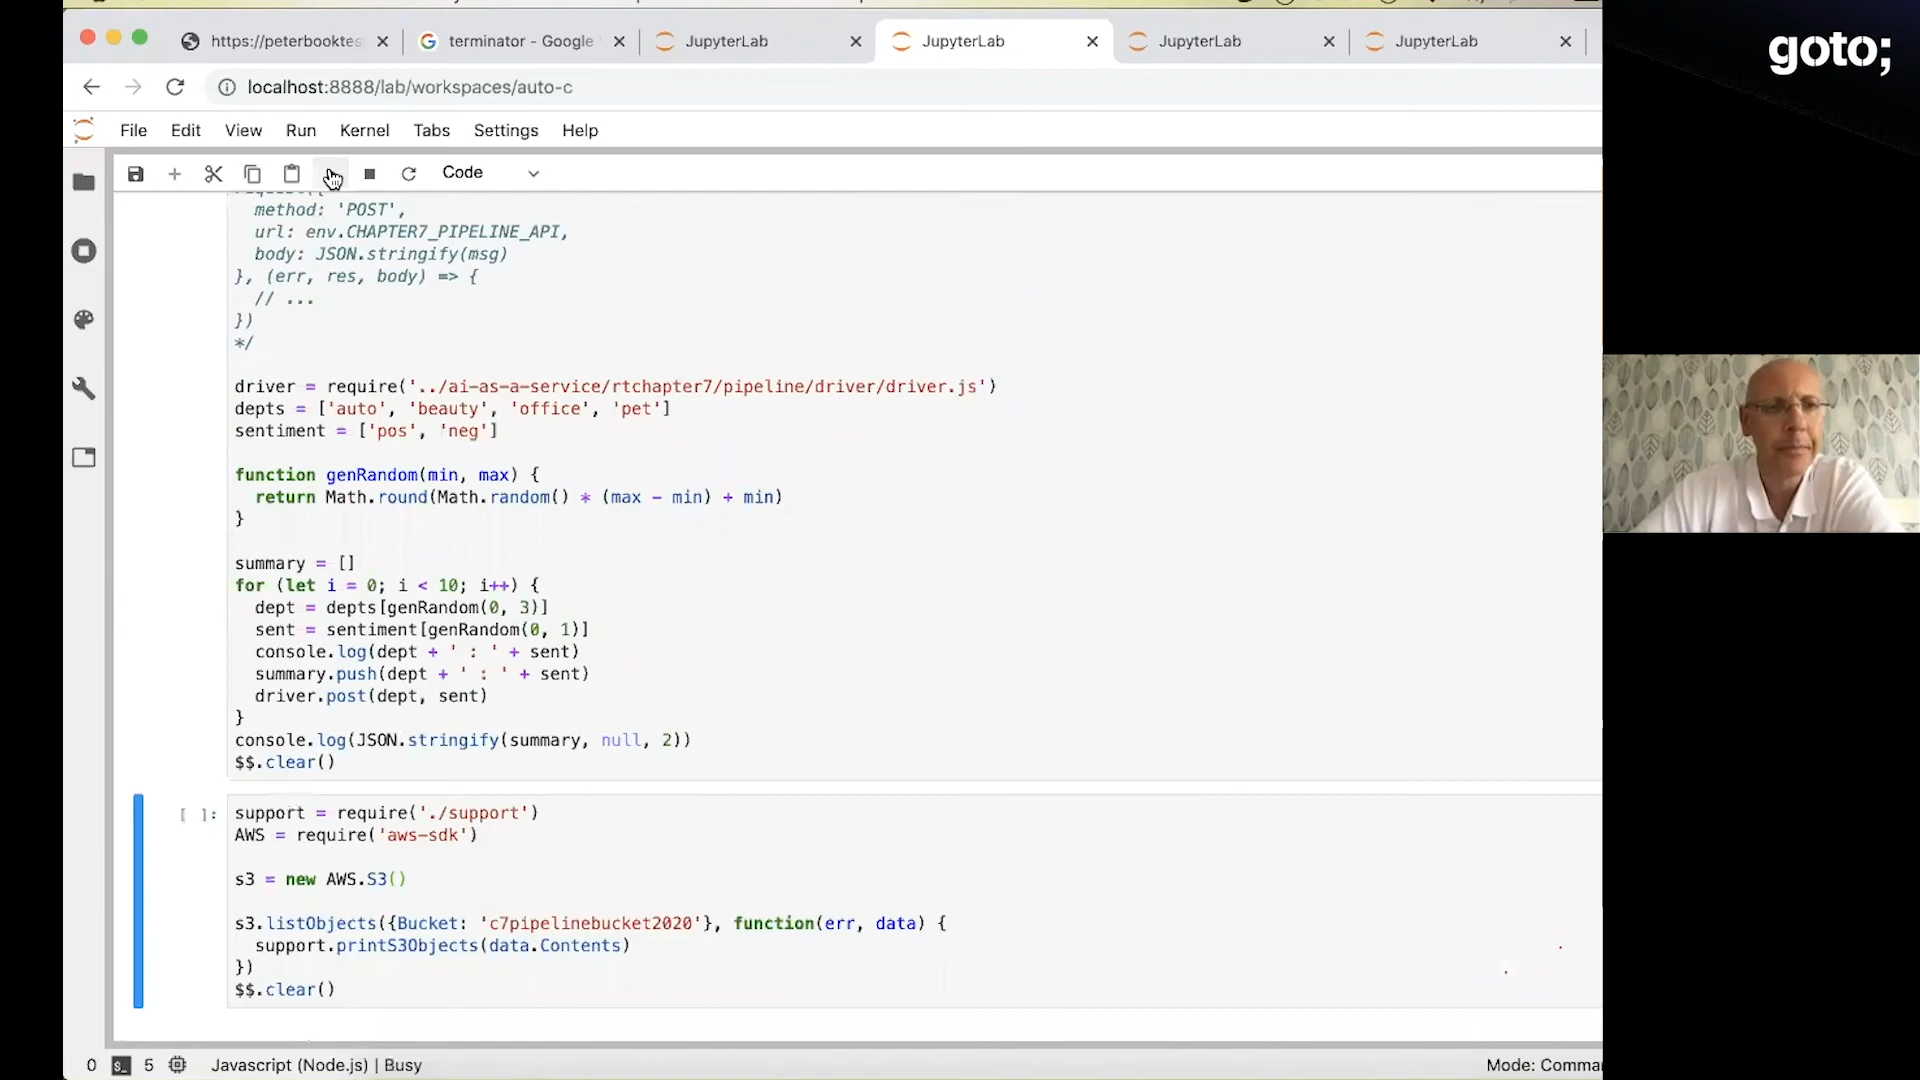 https://peterbooktes
terminator - Google
JupyterLab
JupyterLab
JupyterLab
JupyterLab
goto;
localhost:8888/lab/workspaces/auto-c
File Edit View Run Kernel Tabs Settings Help
Code
method: 'POST',
url: env.CHAPTER7_PIPELINE_API,
body: JSON.stringify(msg)
}, (err, res, body) => {
// ...
})
*/
driver = require('../ai-as-a-service/rtchapter7/pipeline/driver/driver.js')
depts = ['auto', 'beauty', 'office', 'pet']
sentiment = ['pos', 'neg']
function genRandom(min, max) {
return Math.round(Math.random() * (max - min) + min)
}
summary = []
for (let i = 0; i < 10; i++) {
dept = depts[genRandom(0, 3)]
sent = sentiment[genRandom(0, 1)]
console.log(dept + ' : ' + sent)
summary.push(dept + ' : ' + sent)
driver.post(dept, sent)
}
console.log(JSON.stringify(summary, null, 2))
$$.clear()
[ ]:
support = require('./support')
AWS = require('aws-sdk')
s3 = new AWS.S3()
s3.listObjects({Bucket: 'c7pipelinebucket2020'}, function(err, data) {
support.printS3Objects(data.Contents)
})
$$.clear()
0 $_ 5 Javascript (Node.js) | Busy
Mode: Comma